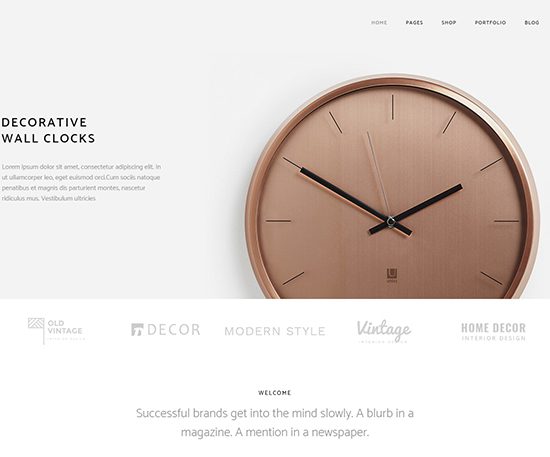 HOME PAGES SHOP PORTFOLIO BLOG
DECORATIVE
WALL CLOCKS
Lorem ipsum dolor sit amet, consectetur adipiscing elit. In
ut ullamcorper leo, eget euismod orci.Cum sociis natoque
penatibus et magnis dis parturient montes, nascetur
ridiculus mus. Vestibulum ultricies
OLD
VINTAGE
INTERIOR DESIGN
DECOR
MODERN STYLE
Vintage
INTERIOR DESIGN
HOME DECOR
INTERIOR DESIGN
WELCOME
Successful brands get into the mind slowly. A blurb in a
magazine. A mention in a newspaper.